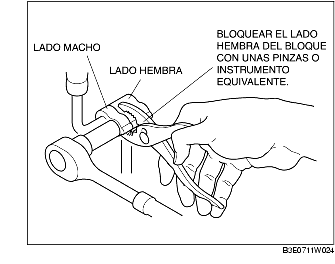 BLOQUEAR EL LADO
HEMBRA DEL BLOQUE
CON UNAS PINZAS O
INSTRUMENTO
EQUIVALENTE.
LADO MACHO
LADO HEMBRA
B3E0711W024